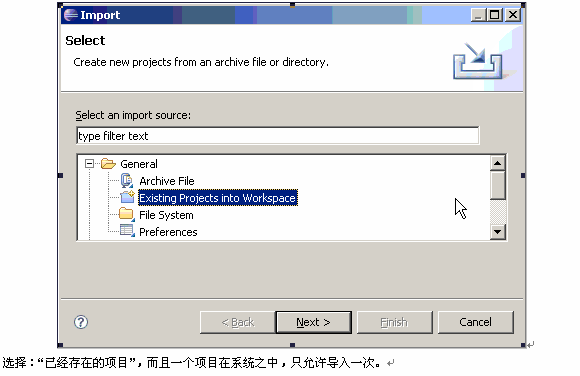 Import
Select
Create new projects from an archive file or directory.
Select an import source:
type filter text
General
Archive File
Existing Projects into Workspace
File System
Preferences
< Back Next > Finish Cancel
选择：“已经存在的项目”，而且一个项目在系统之中，只允许导入一次。